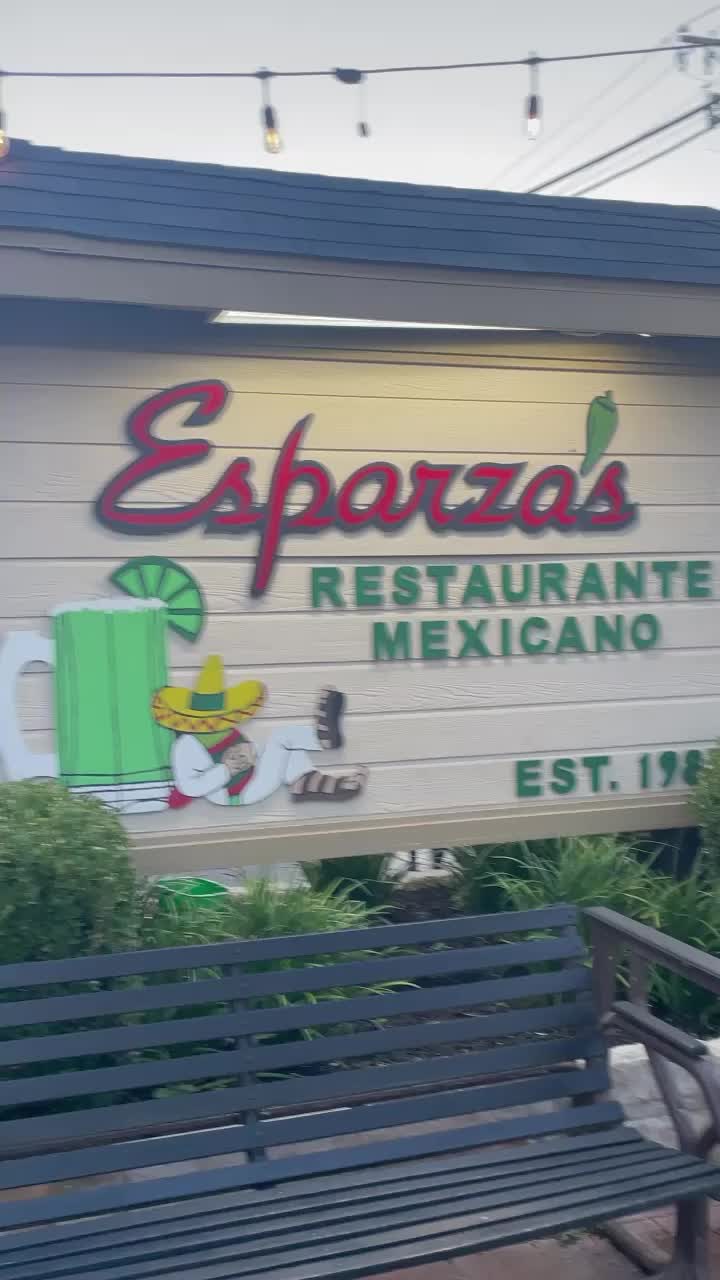 Esparza's
RESTAURANTE
MEXICANO
EST. 198